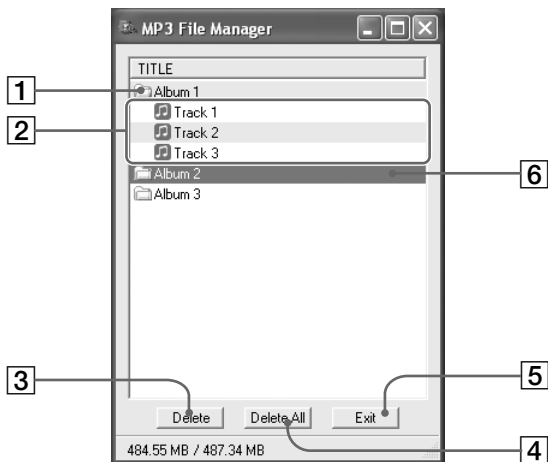 MP3 File Manager
TITLE
1
Album 1
2
Track 1
Track 2
Track 3
Album 2
6
Album 3
3
5
Delete
Delete All
Exit
484.55 MB / 487.34 MB
4